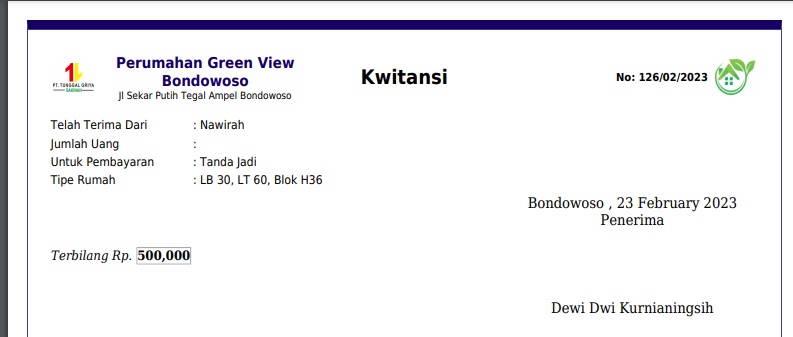 Perumahan Green View
Bondowoso
Jl Sekar Putih Tegal Ampel Bondowoso
Kwitansi
No: 126/02/2023
PT. TUNGGAL GRIYA
Telah Terima Dari : Nawirah
Jumlah Uang :
Untuk Pembayaran : Tanda Jadi
Tipe Rumah : LB 30, LT 60, Blok H36
Bondowoso , 23 February 2023
Penerima
Terbilang Rp. 500,000
Dewi Dwi Kurnianingsih